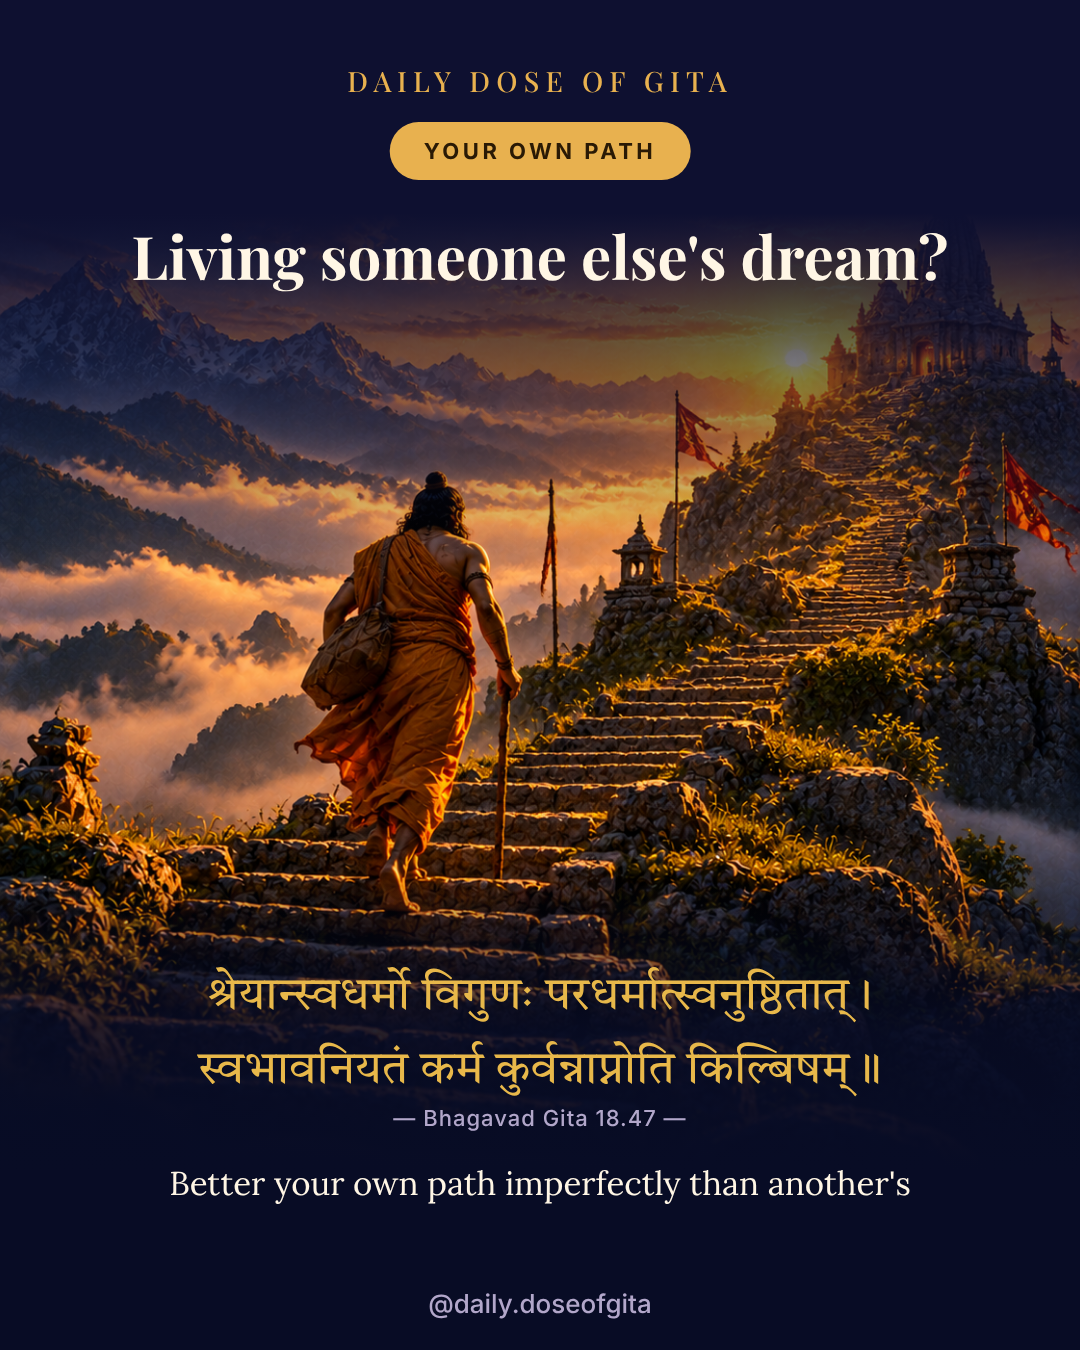 DAILY DOSE OF GITA
YOUR OWN PATH
Living someone else's dream?
श्रेयान्स्वधर्मो विगुणः परधर्मात्स्वनुष्ठितात् ।
स्वभावनियतं कर्म कुर्वन्नाप्नोति किल्बिषम् ॥
— Bhagavad Gita 18.47 —
Better your own path imperfectly than another's
@daily.doseofgita